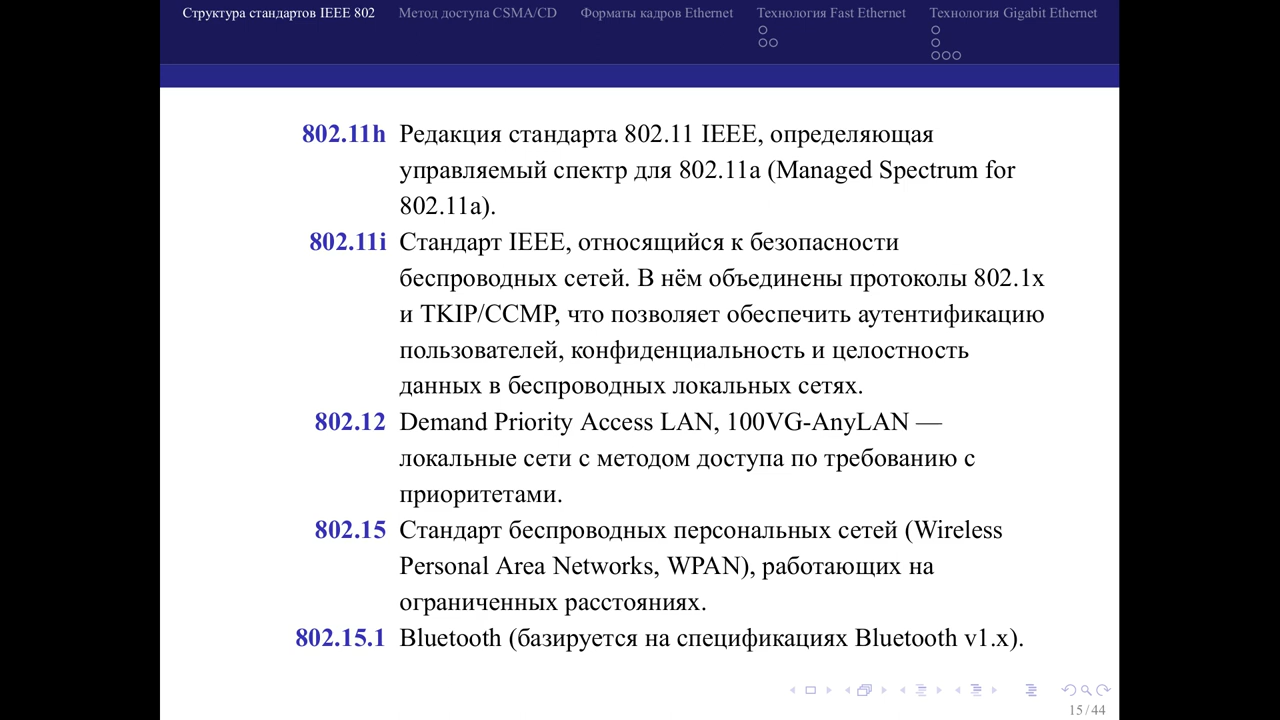 Структура стандартов IEEE 802 Метод доступа CSMA/CD Форматы кадров Ethernet Технология Fast Ethernet Технология Gigabit Ethernet
802.11h Редакция стандарта 802.11 IEEE, определяющая
управляемый спектр для 802.11a (Managed Spectrum for
802.11a).
802.11i Стандарт IEEE, относящийся к безопасности
беспроводных сетей. В нём объединены протоколы 802.1x
и TKIP/CCMP, что позволяет обеспечить аутентификацию
пользователей, конфиденциальность и целостность
данных в беспроводных локальных сетях.
802.12 Demand Priority Access LAN, 100VG-AnyLAN —
локальные сети с методом доступа по требованию с
приоритетами.
802.15 Стандарт беспроводных персональных сетей (Wireless
Personal Area Networks, WPAN), работающих на
ограниченных расстояниях.
802.15.1 Bluetooth (базируется на спецификациях Bluetooth v1.x).
15/44